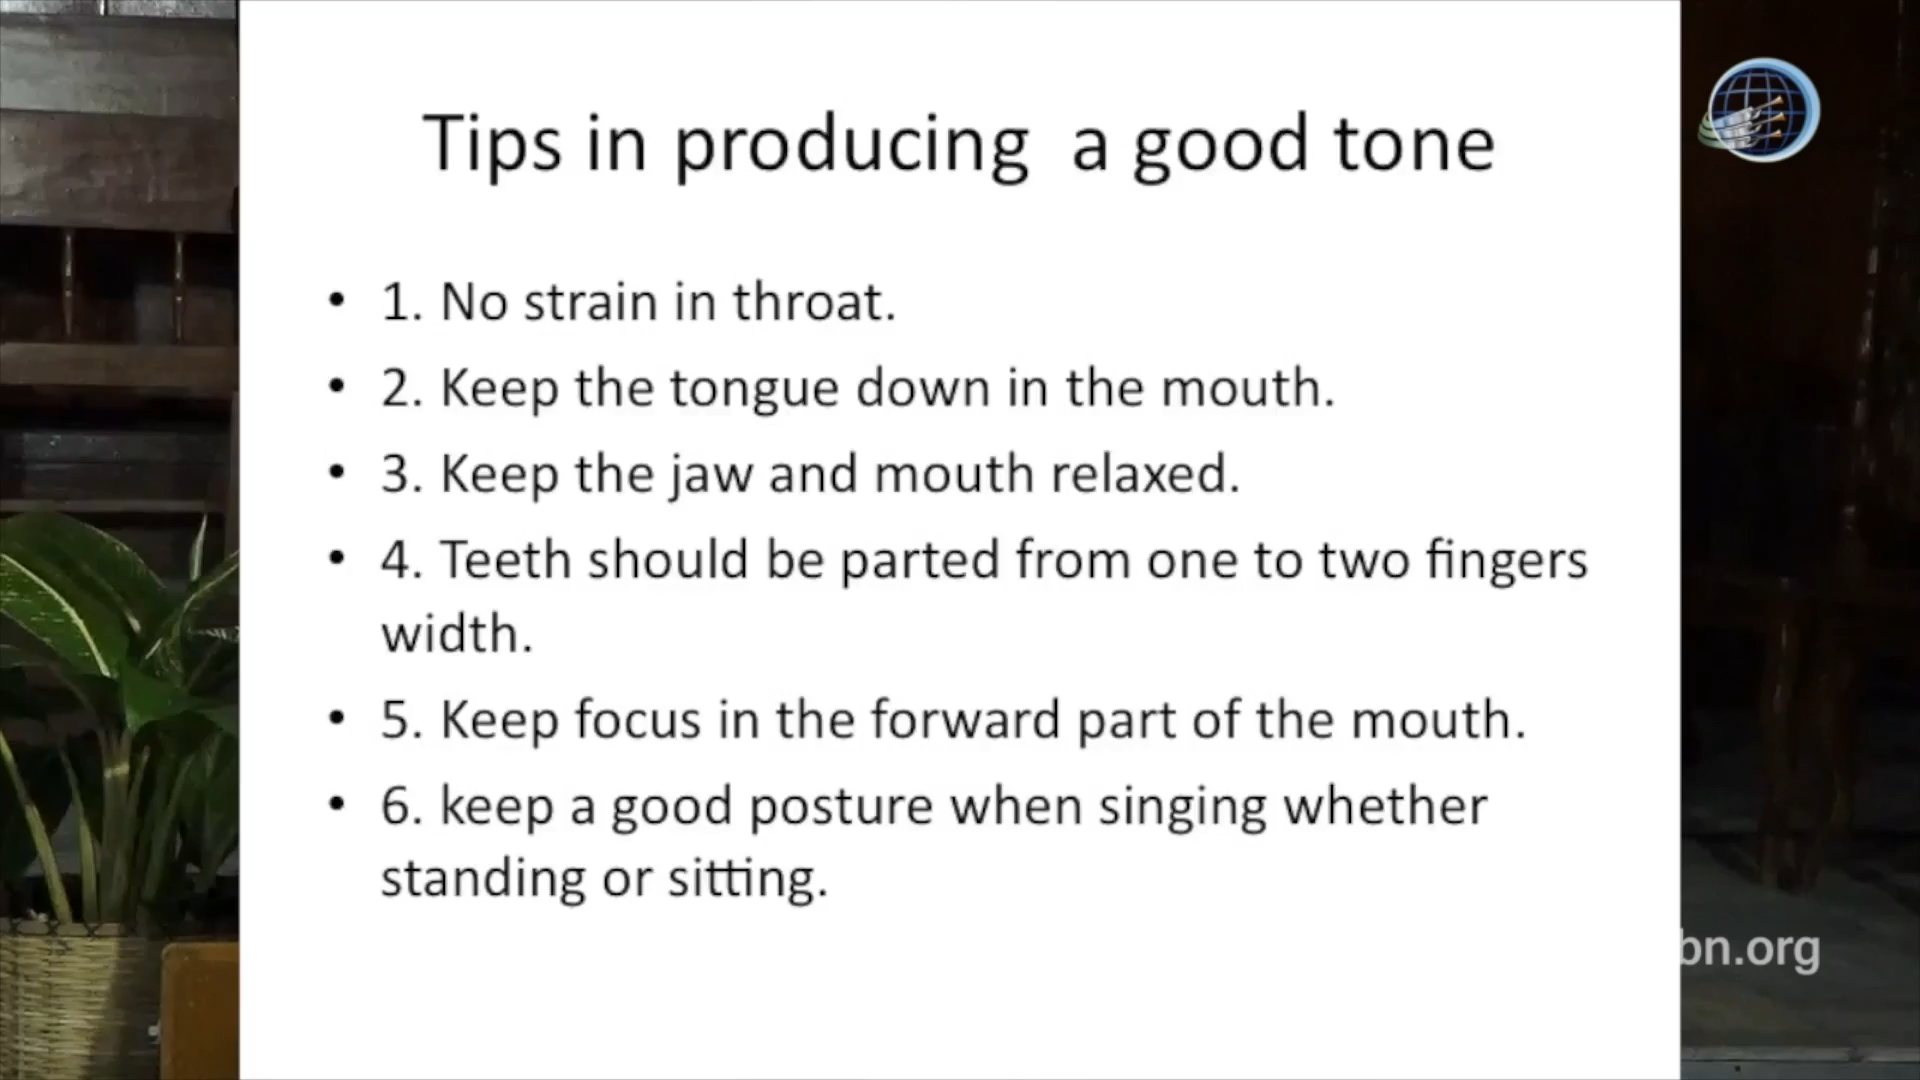 Tips in producing  a good tone
• 1. No strain in throat.
• 2. Keep the tongue down in the mouth.
• 3. Keep the jaw and mouth relaxed.
• 4. Teeth should be parted from one to two fingers
width.
• 5. Keep focus in the forward part of the mouth.
• 6. keep a good posture when singing whether
standing or sitting.
bn.org